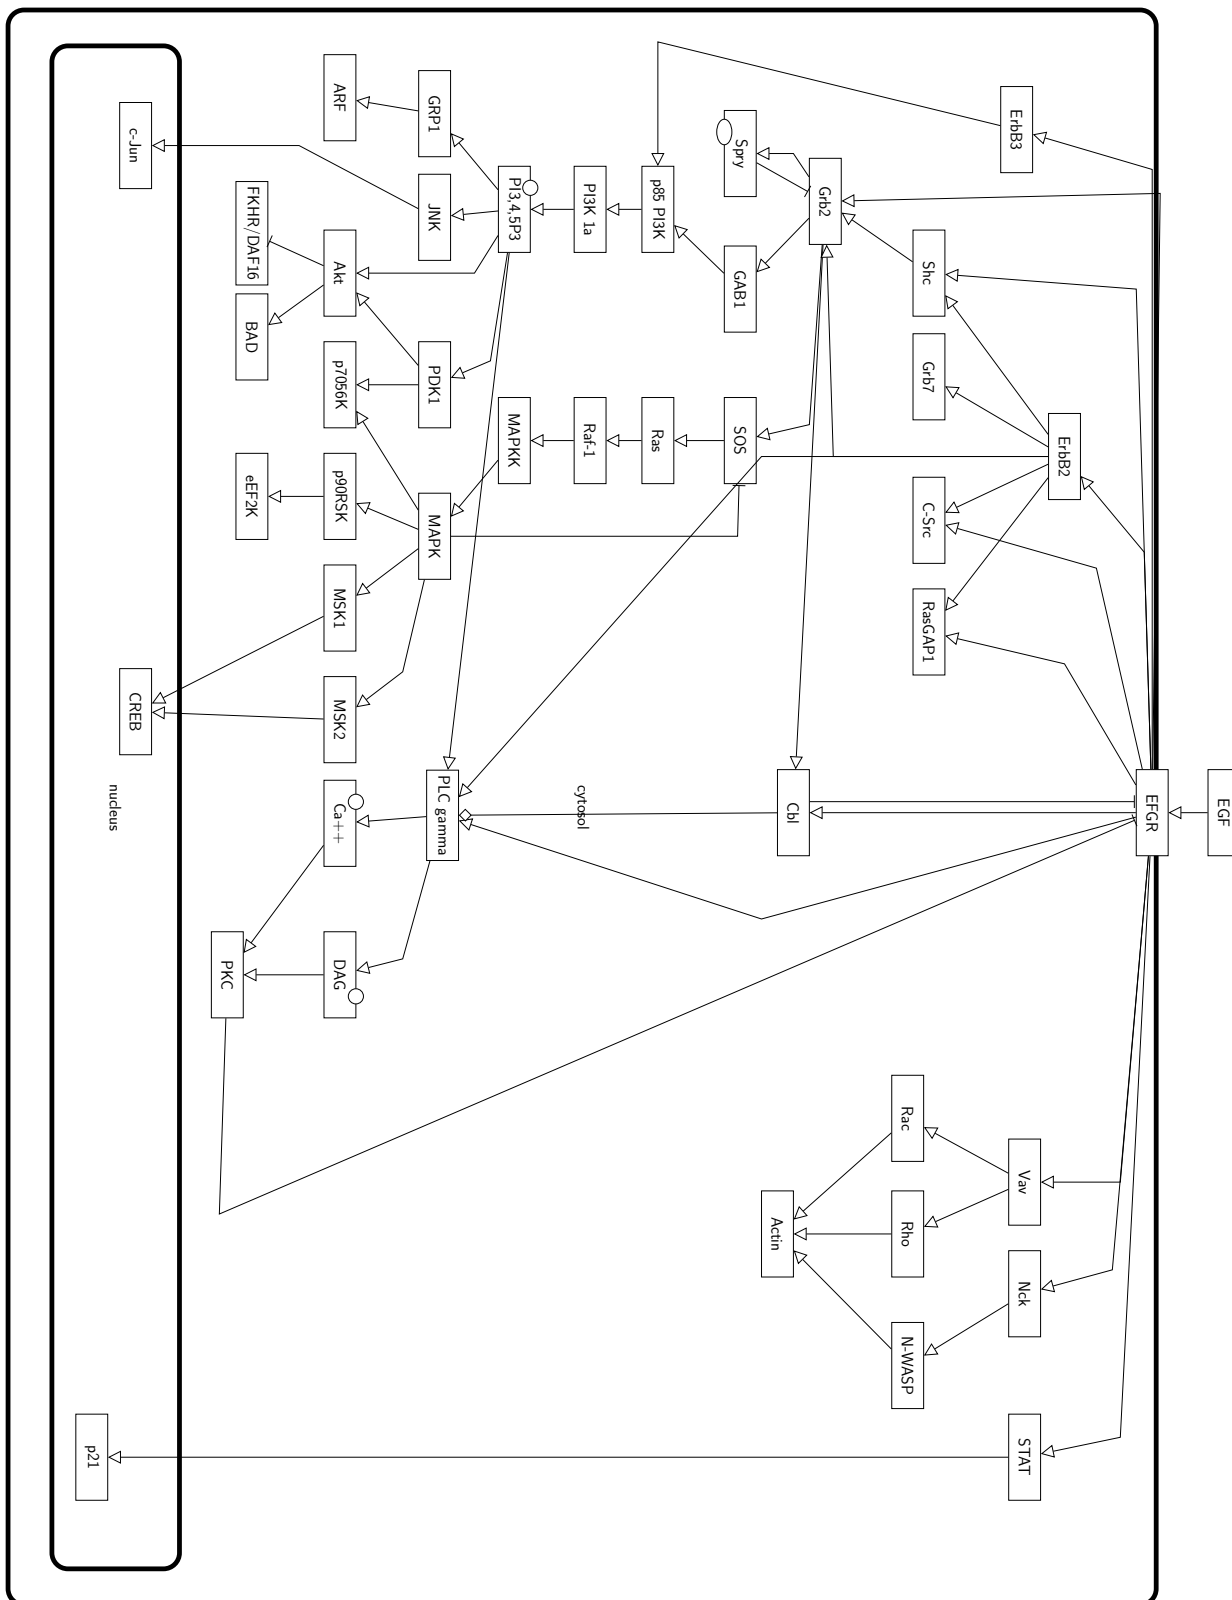 EGF
EFGR
ErbB3
ErbB2
Shc
Grb7
C-Src
RasGAP1
Vav
Nck
STAT
Rac
Rho
N-WASP
Grb2
Cbl
Actin
Spry
GAB1
SOS
p85 PI3K
Ras
PI3K 1a
Raf-1
cytosol
PI3,4,5P3
MAPKK
GRP1
JNK
PDK1
MAPK
PLC
gamma
ARF
Akt
p7056K
p90RSK
MSK1
MSK2
Ca++
DAG
FKHR/DAF16
BAD
eEF2K
PKC
c-Jun
CREB
nucleus
p21